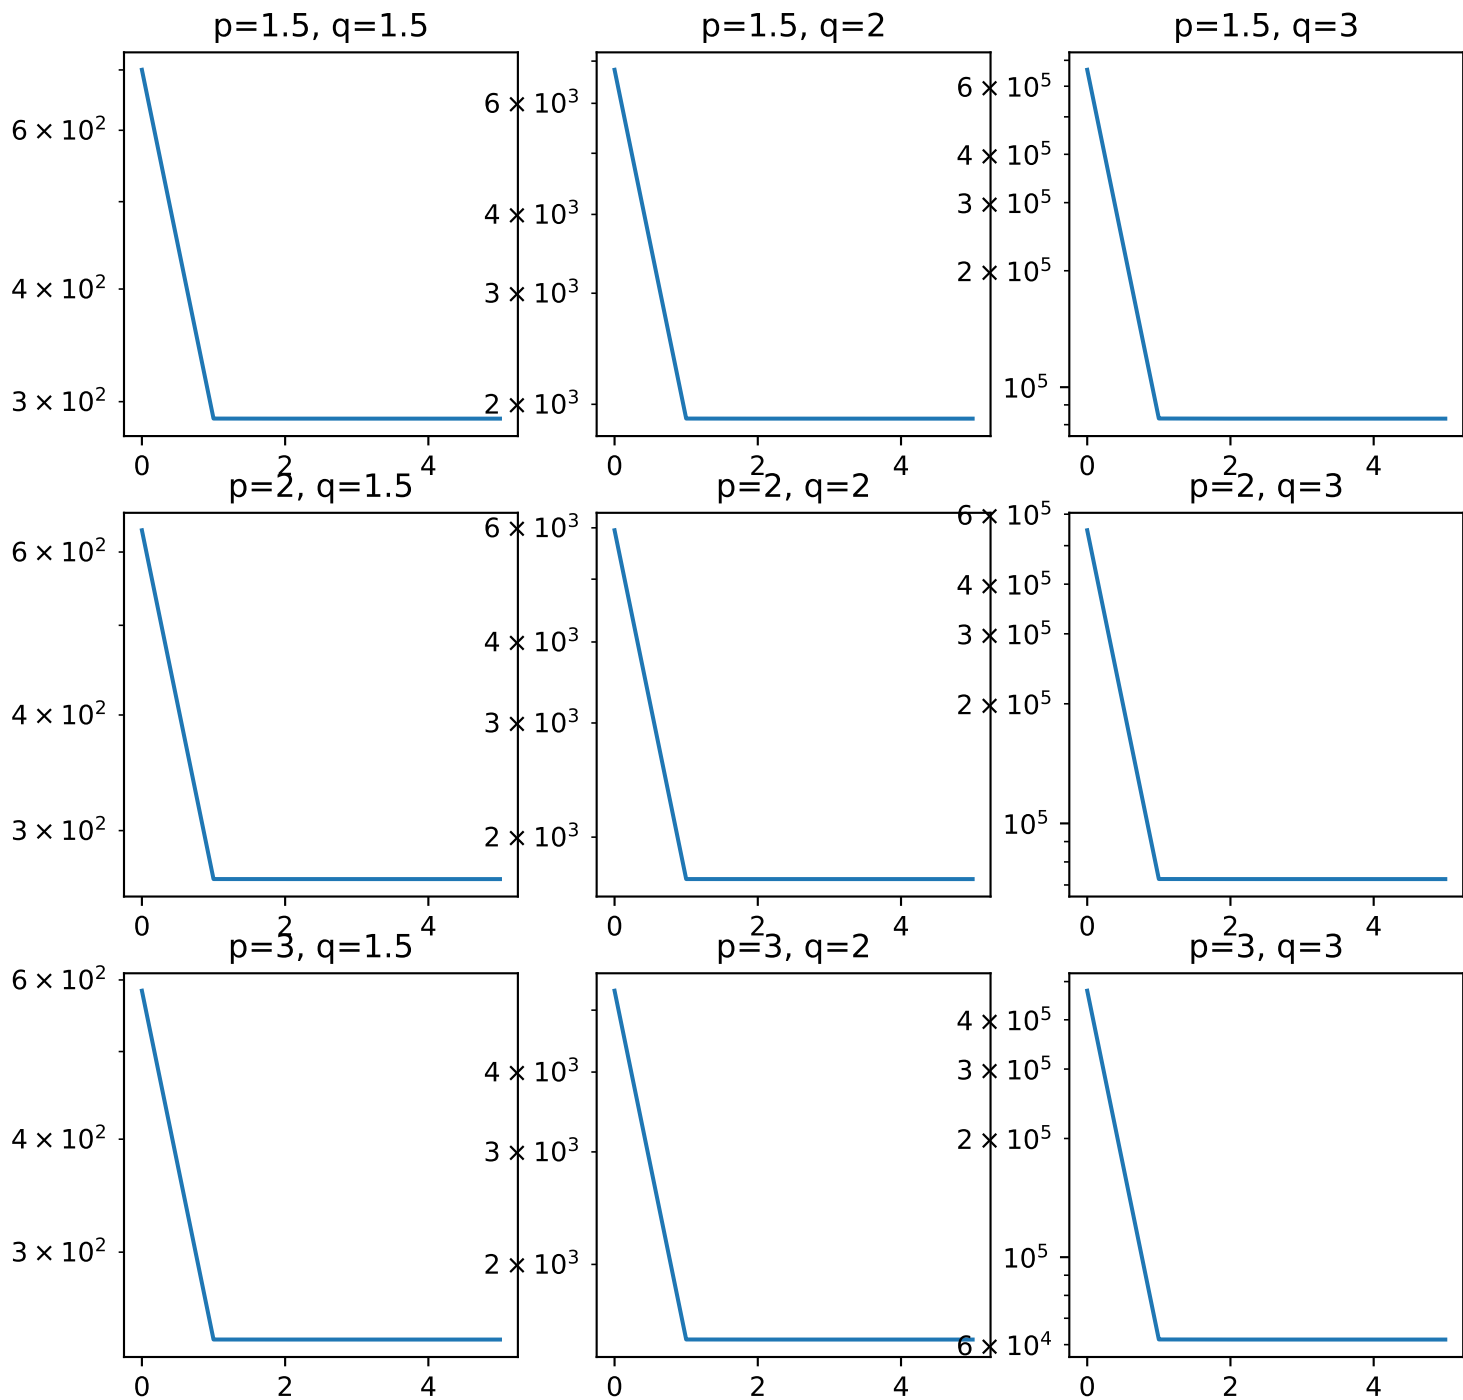 p=1.5, q=1.5
6 × 10²
4 × 10²
3 × 10²
0 2 4
p=1.5, q=2
6 × 10³
4 × 10³
3 × 10³
2 × 10³
0 2 4
p=1.5, q=3
6 × 10⁵
4 × 10⁵
3 × 10⁵
2 × 10⁵
10⁵
0 2 4
p=2, q=1.5
6 × 10²
4 × 10²
3 × 10²
0 2 4
p=2, q=2
6 × 10³
4 × 10³
3 × 10³
2 × 10³
0 2 4
p=2, q=3
6 × 10⁵
4 × 10⁵
3 × 10⁵
2 × 10⁵
10⁵
0 2 4
p=3, q=1.5
6 × 10²
4 × 10²
3 × 10²
0 2 4
p=3, q=2
4 × 10³
3 × 10³
2 × 10³
0 2 4
p=3, q=3
4 × 10⁵
3 × 10⁵
2 × 10⁵
10⁵
6 × 10⁴
0 2 4